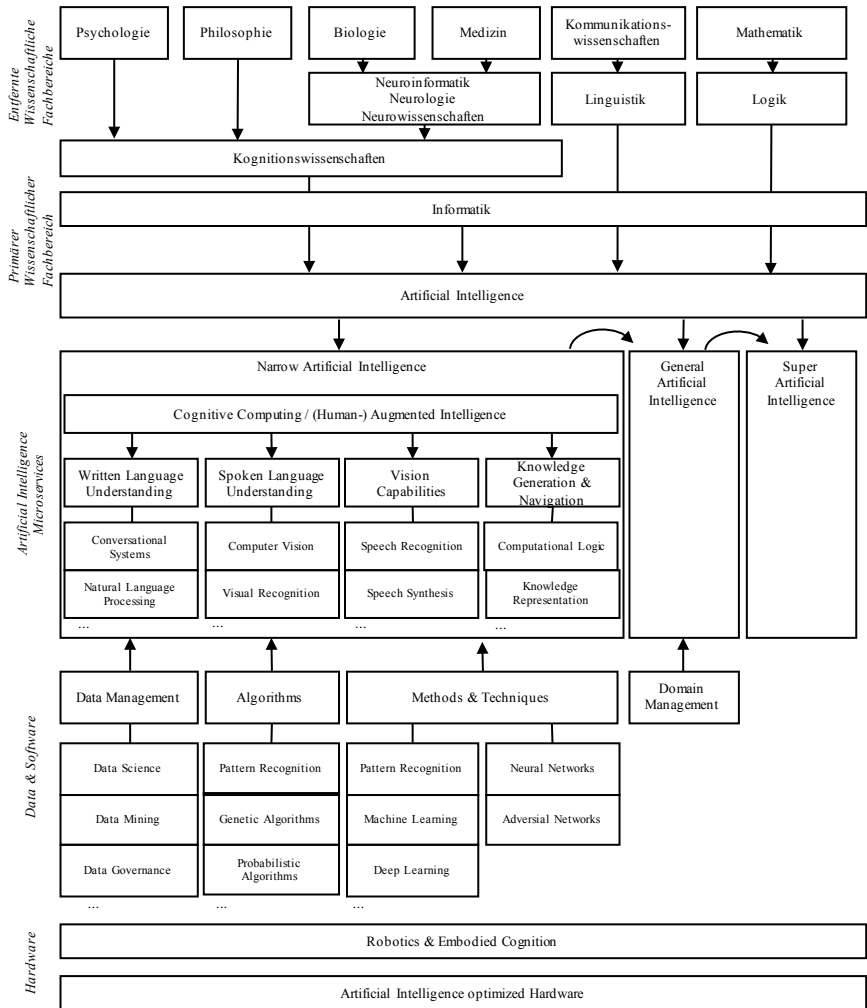 Entfernte
Wissenschaftliche
Fachbereiche
Psychologie
Philosophie
Biologie
Medizin
Kommunikations-
wissenschaften
Mathematik
Neuroinformatik
Neurologie
Neurowissenschaften
Linguistik
Logik
Kognitionswissenschaften
Primärer
Wissenschaftlicher
Fachbereich
Informatik
Artificial Intelligence
Artificial Intelligence
Microservices
Narrow Artificial Intelligence
General
Artificial
Intelligence
Super
Artificial
Intelligence
Cognitive Computing / (Human-) Augmented Intelligence
Written Language
Understanding
Spoken Language
Understanding
Vision
Capabilities
Knowledge
Generation &
Navigation
Conversational
Systems
Computer Vision
Speech Recognition
Computational Logic
Natural Language
Processing
Visual Recognition
Speech Synthesis
Knowledge
Representation
...
...
...
...
Data & Software
Data Management
Algorithms
Methods & Techniques
Domain
Management
Data Science
Pattern Recognition
Pattern Recognition
Neural Networks
Data Mining
Genetic Algorithms
Machine Learning
Adversial Networks
Data Governance
Probabilistic
Algorithms
Deep Learning
...
...
...
Hardware
Robotics & Embodied Cognition
Artificial Intelligence optimized Hardware